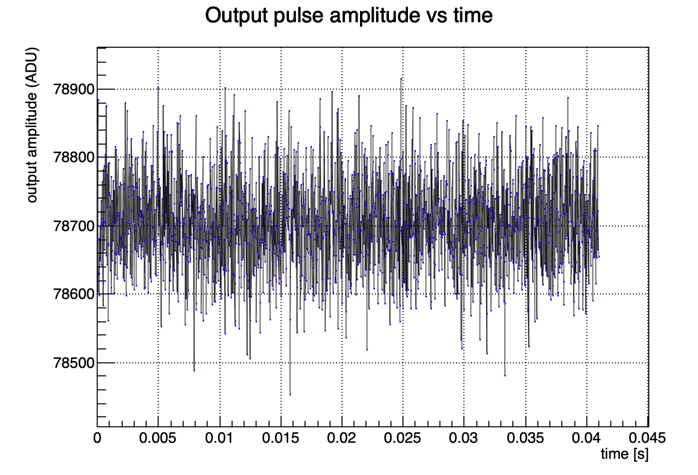 Output pulse amplitude vs time
output amplitude (ADU)
78900
78800
78700
78600
78500
0 0.005 0.01 0.015 0.02 0.025 0.03 0.035 0.04 0.045
time [s]